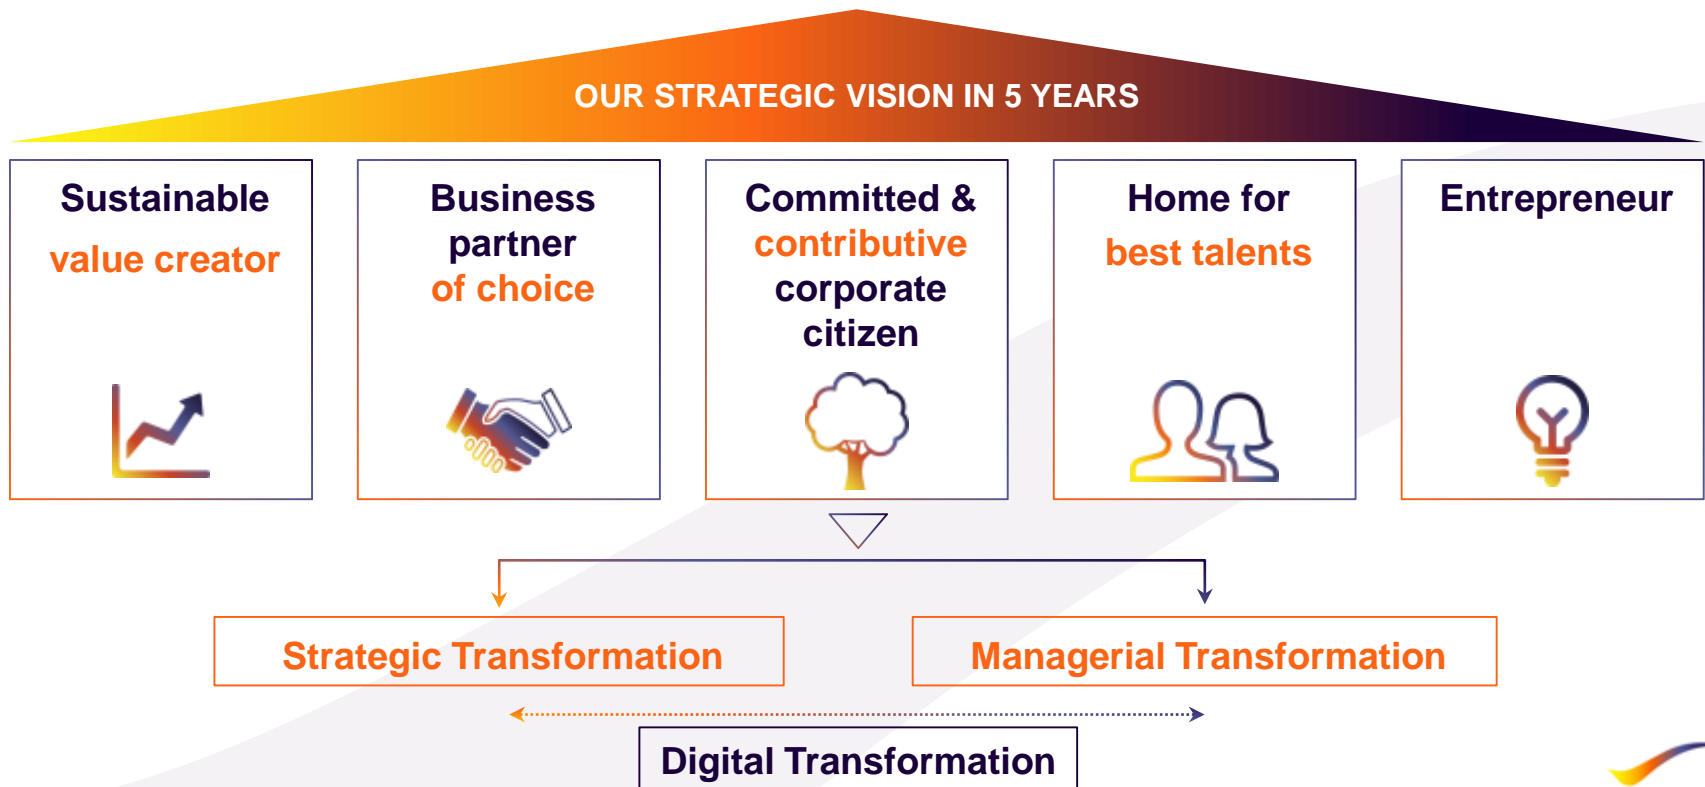 OUR STRATEGIC VISION IN 5 YEARS
Sustainable
value creator
Business
partner
of choice
Committed &
contributive
corporate
citizen
Home for
best talents
Entrepreneur
Strategic Transformation
Managerial Transformation
Digital Transformation